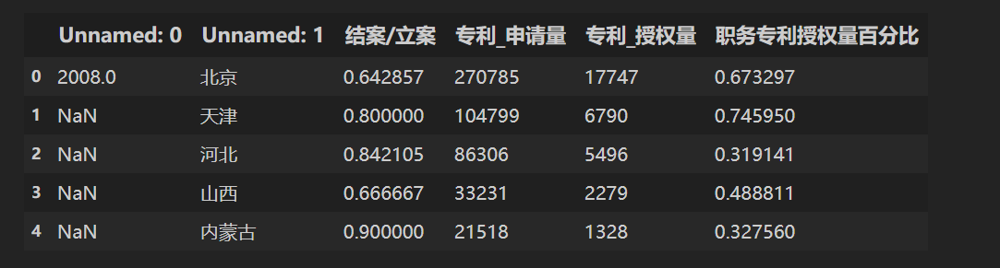 Unnamed: 0 Unnamed: 1 结案/立案 专利_申请量 专利_授权量 职务专利授权量百分比
0 2008.0 北京 0.642857 270785 17747 0.673297
1 NaN 天津 0.800000 104799 6790 0.745950
2 NaN 河北 0.842105 86306 5496 0.319141
3 NaN 山西 0.666667 33231 2279 0.488811
4 NaN 内蒙古 0.900000 21518 1328 0.327560